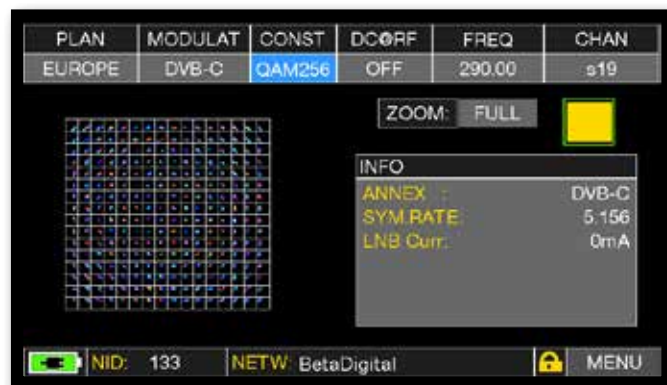 PLAN MODULAT CONST DC@RF FREQ CHAN
EUROPE DVB-C QAM256 OFF 290.00 s19
ZOOM: FULL
INFO
ANNEX : DVB-C
SYM.RATE: 5.156
LNB Curr: 0mA
NID: 133 NETW: BetaDigital MENU